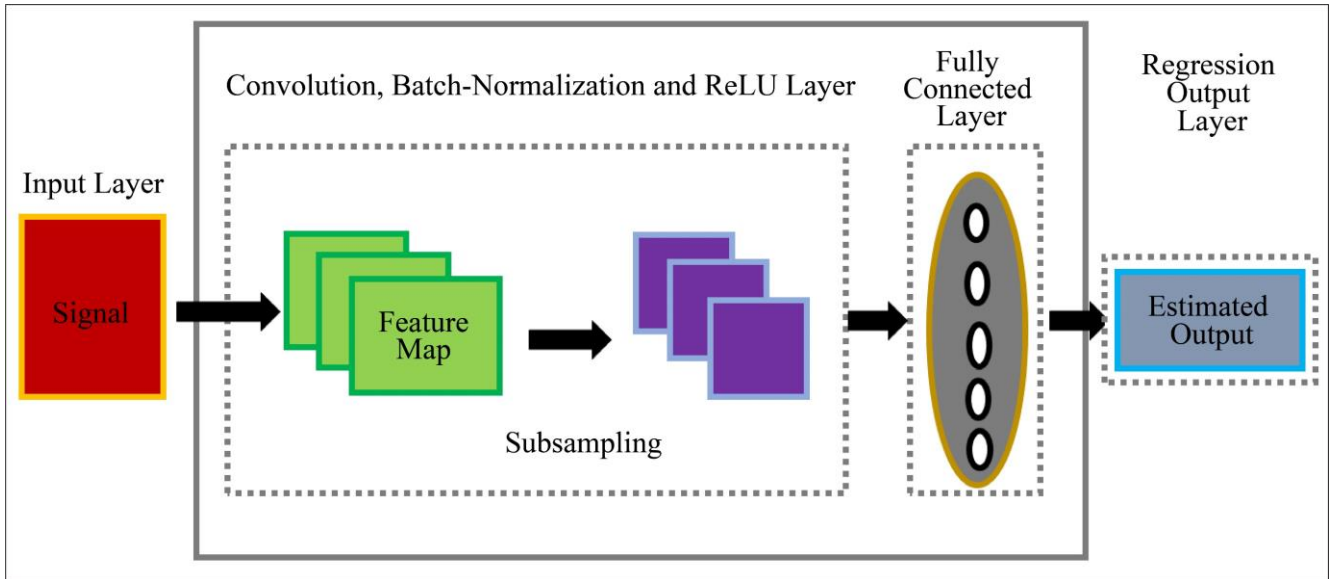 Input Layer
Signal
Convolution, Batch-Normalization and ReLU Layer
Feature
Map
Subsampling
Fully
Connected
Layer
Regression
Output
Layer
Estimated
Output